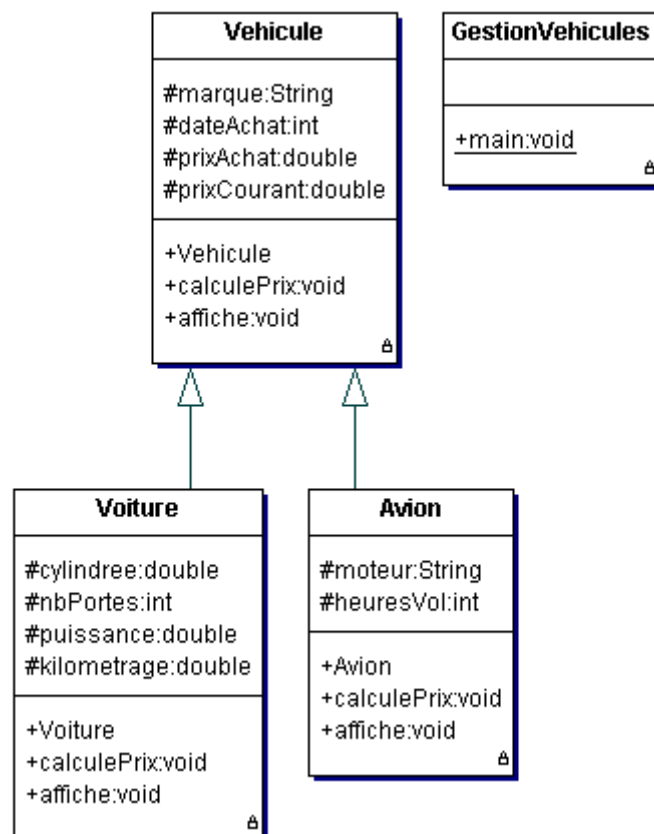 Vehicule
#marque:String
#dateAchat:int
#prixAchat:double
#prixCourant:double
+Vehicule
+calculePrix:void
+affiche:void
GestionVehicules
+main:void
Voiture
#cylindree:double
#nbPortes:int
#puissance:double
#kilometrage:double
+Voiture
+calculePrix:void
+affiche:void
Avion
#moteur:String
#heuresVol:int
+Avion
+calculePrix:void
+affiche:void